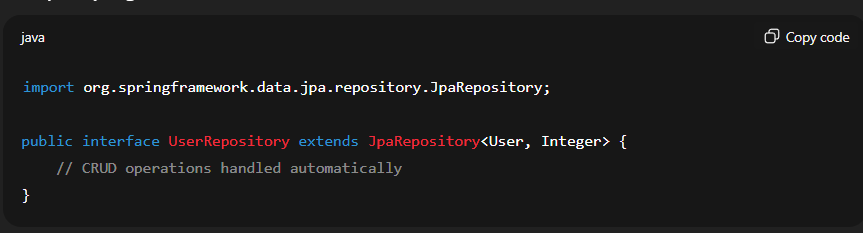 java
Copy code
import org.springframework.data.jpa.repository.JpaRepository;
public interface UserRepository extends JpaRepository<User, Integer> {
// CRUD operations handled automatically
}